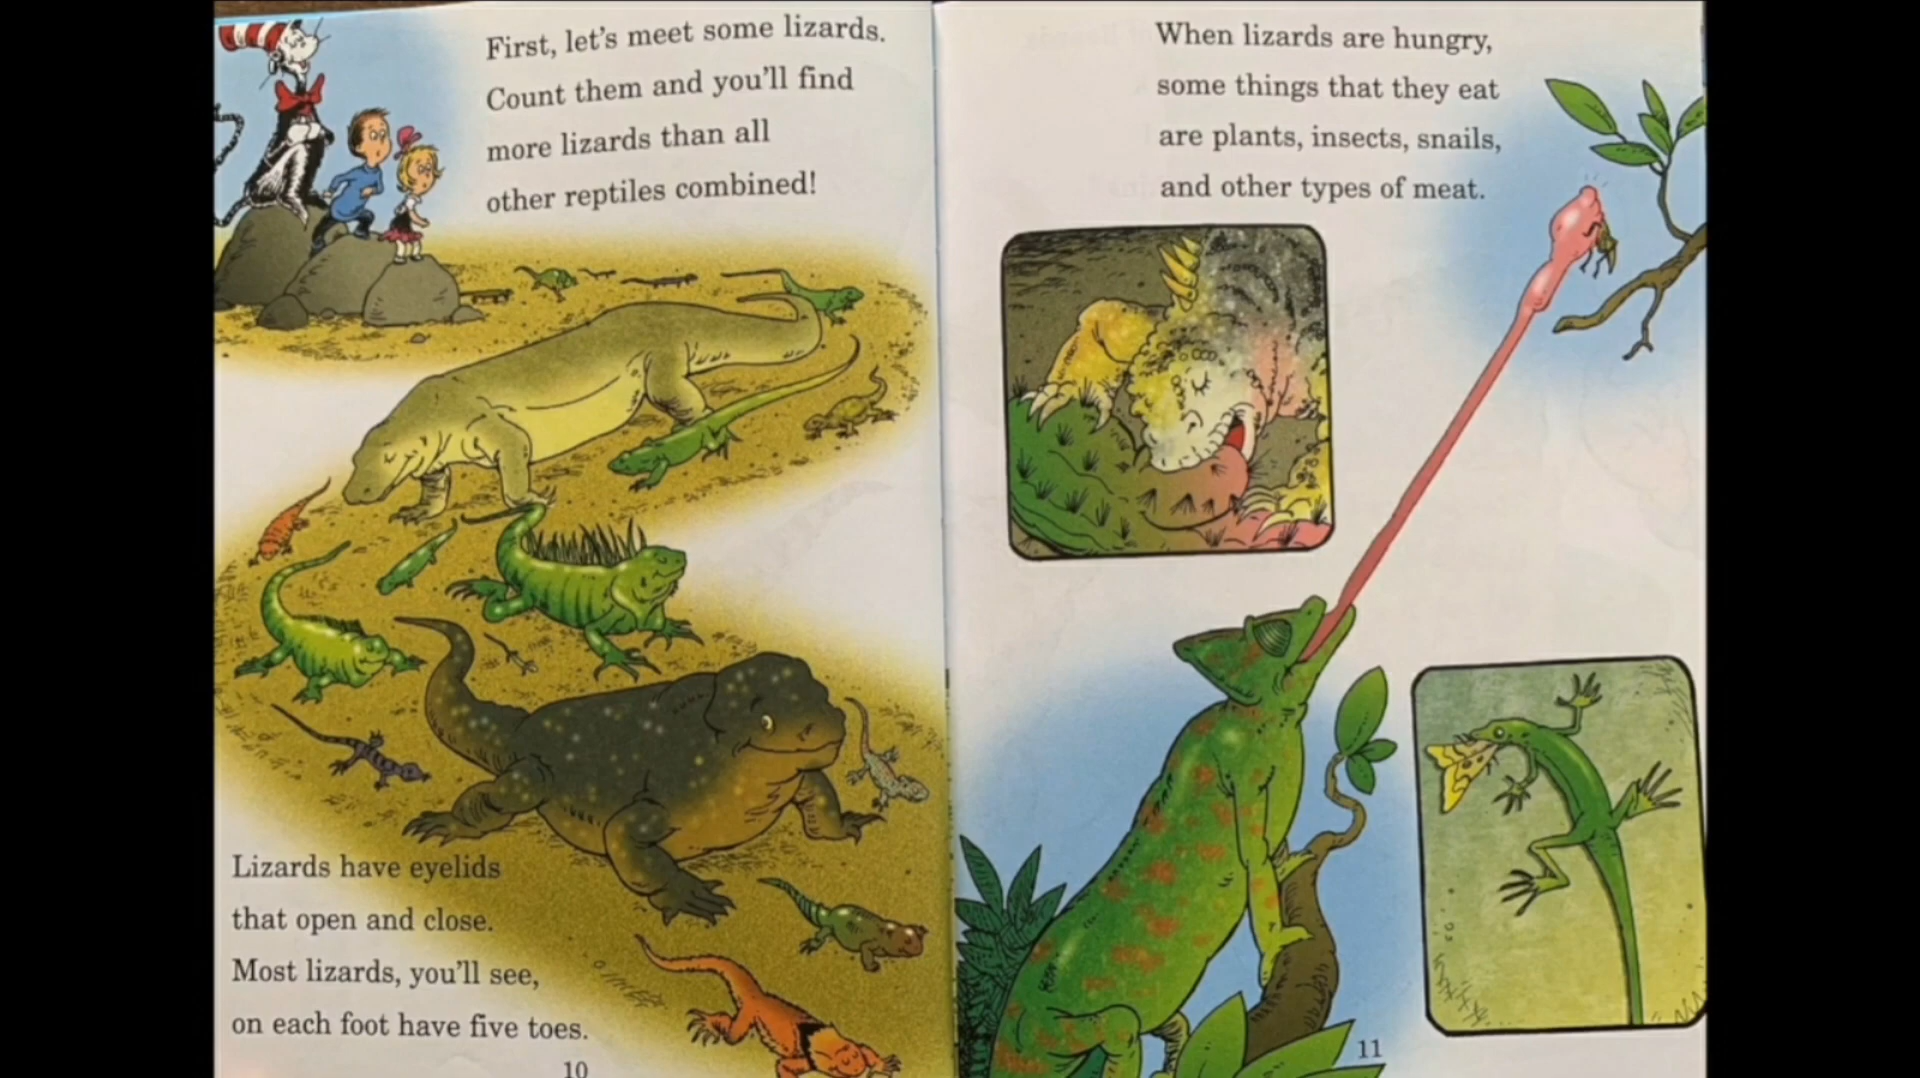 First, let's meet some lizards.
Count them and you'll find
more lizards than all
other reptiles combined!
Lizards have eyelids
that open and close.
Most lizards, you'll see,
on each foot have five toes.
10
When lizards are hungry,
some things that they eat
are plants, insects, snails,
and other types of meat.
11